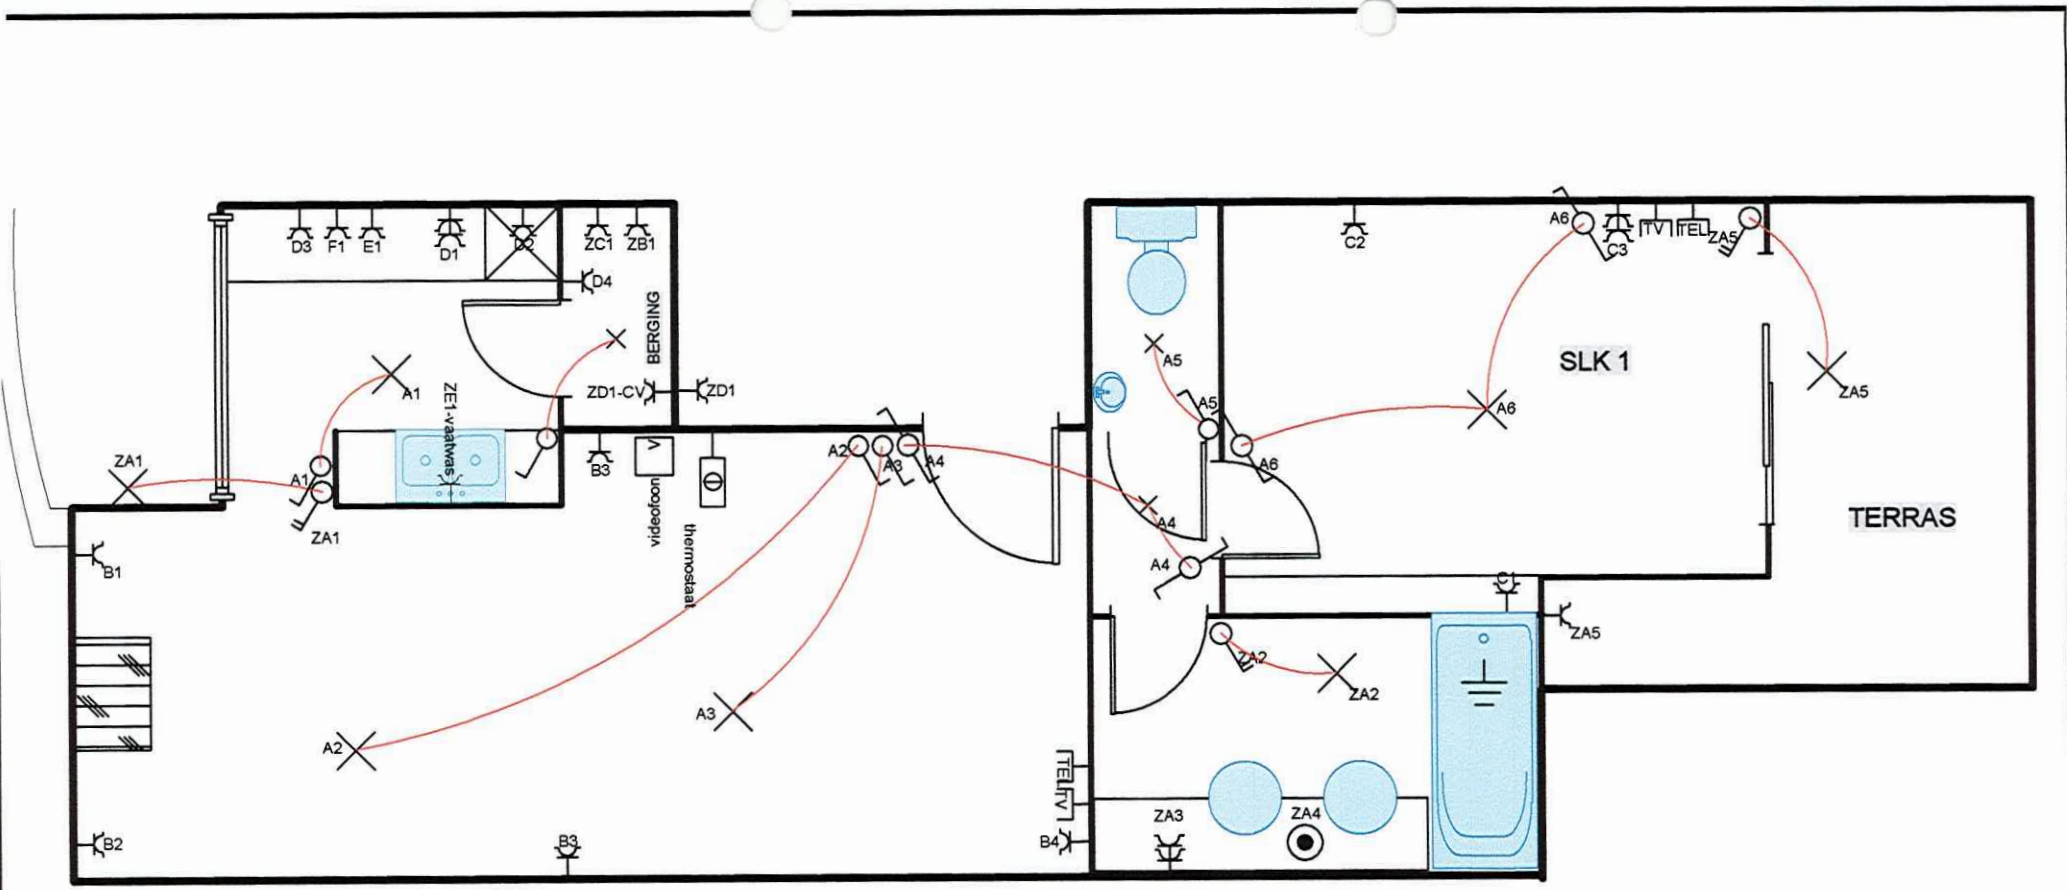 D3
F1
E1
D1
D2
ZC1
ZB1
D4
BERGING
A1
ZE1-vaatwas
ZD1-CV
ZD1
ZA1
A1
ZA1
B3
V
videofoon
thermostaat
A2
A3
A4
A5
A5
A6
A4
A4
C2
A6
C3
TV
TEL
ZA5
SLK 1
A6
ZA5
TERRAS
B1
C1
ZA5
ZA2
ZA2
A3
A2
TEL
TV
ZA3
ZA4
B2
B3
B4